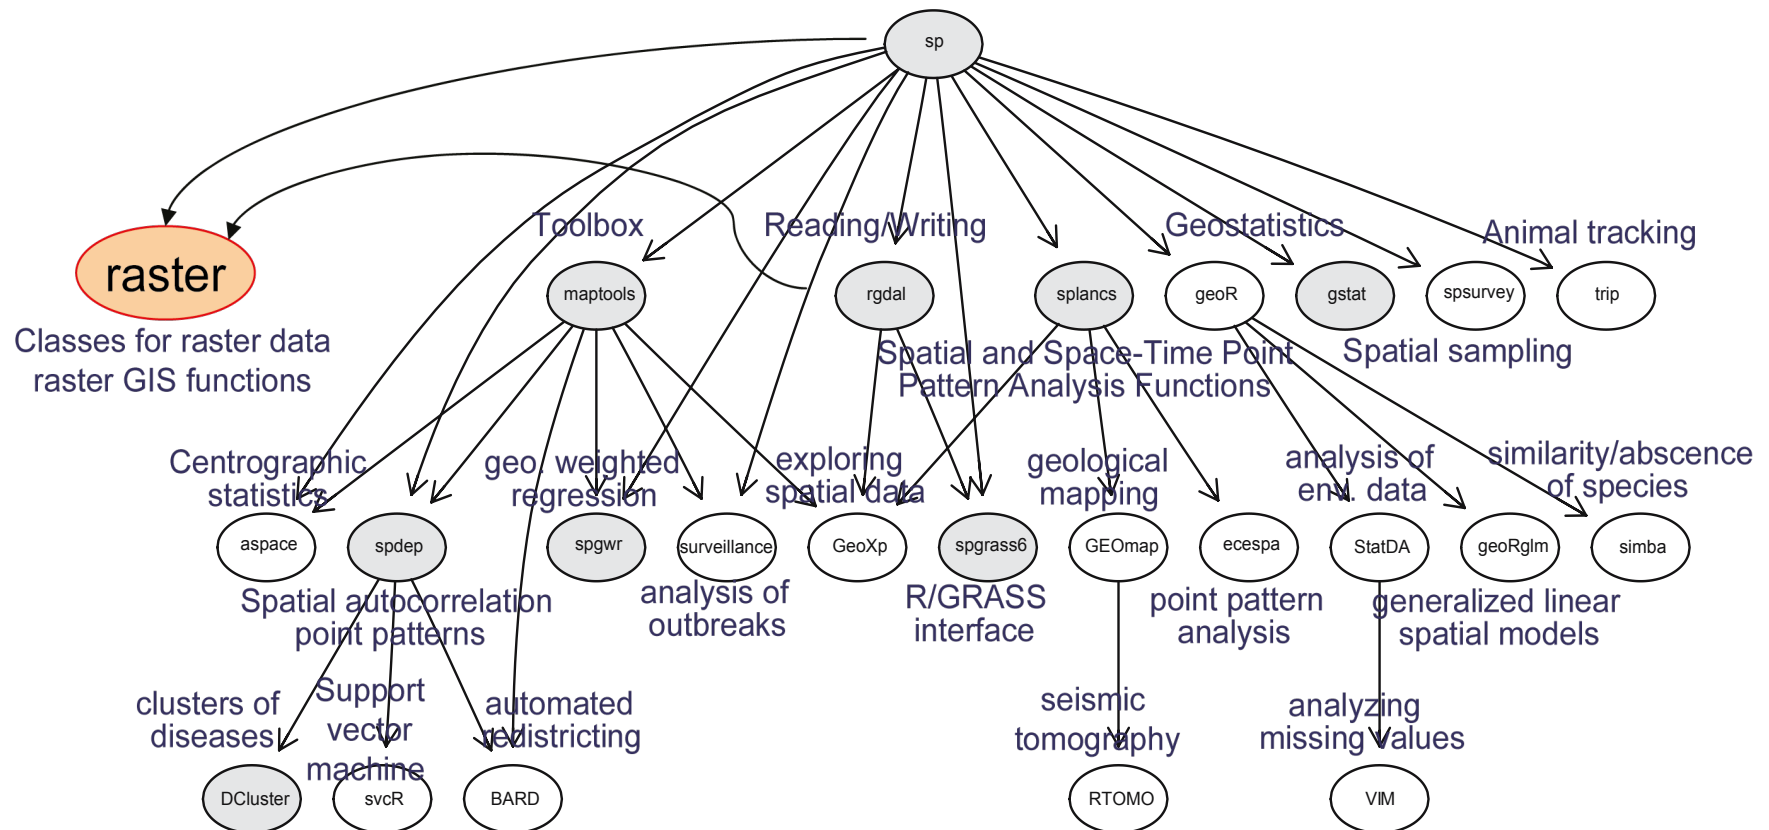 sp
Toolbox
Reading/Writing
Geostatistics
Animal tracking
raster
maptools
rgdal
splancs
geoR
gstat
spsurvey
trip
Classes for raster data
raster GIS functions
Spatial and Space-Time Point
Pattern Analysis Functions
Spatial sampling
Centrographic
statistics
geo. weighted
regression
exploring
spatial data
geological
mapping
analysis of
env. data
similarity/abscence
of species
aspace
spdep
spgwr
surveillance
GeoXp
spgrass6
GEOmap
ecespa
StatDA
geoRglm
simba
Spatial autocorrelation
point patterns
analysis of
outbreaks
R/GRASS
interface
point pattern
analysis
generalized linear
spatial models
clusters of
diseases
Support
vector
machine
automated
redistricting
seismic
tomography
analyzing
missing values
DCluster
svcR
BARD
RTOMO
VIM